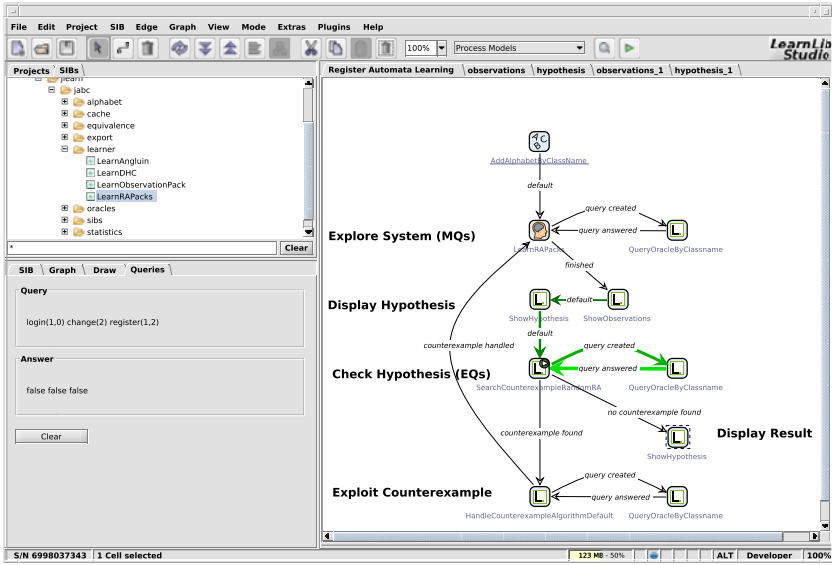 File Edit Project SIB Edge Graph View Mode Extras Plugins Help
100% Process Models LearnLib
Studio
Projects SIBs
jlearn
jabc
alphabet
cache
equivalence
export
learner
LearnAngluin
LearnDHC
LearnObservationPack
LearnRAPacks
oracles
sibs
statistics
* Clear
SIB Graph Draw Queries
Query
login(1,0) change(2) register(1,2)
Answer
false false false
Clear
Register Automata Learning observations hypothesis observations_1 hypothesis_1
A C
B
AddAlphabetByClassName
default
query created
Explore System (MQs)
query answered
LearnRAPacks QueryOracleByClassname
finished
Display Hypothesis
default
ShowHypothesis ShowObservations
default
counterexample handled
query created
Check Hypothesis (EQs)
query answered
SearchCounterexampleRandomRA QueryOracleByClassname
no counterexample found
counterexample found
Display Result
ShowHypothesis
query created
Exploit Counterexample
query answered
HandleCounterexampleAlgorithmDefault QueryOracleByClassname
S/N 6998037343 1 Cell selected 123 MB - 50% ALT Developer 100%